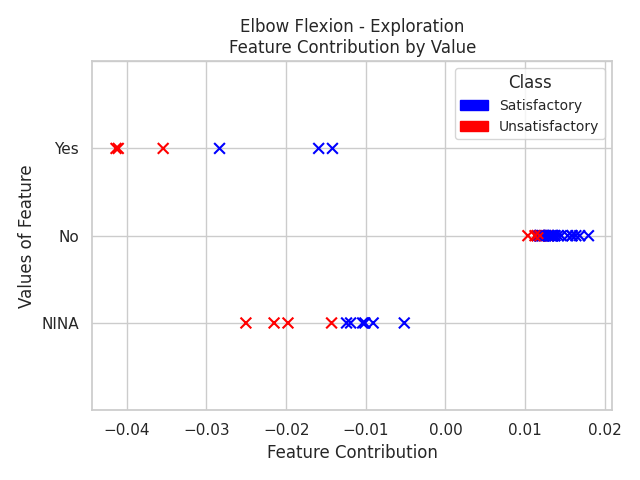 Elbow Flexion - Exploration
Feature Contribution by Value
Class
Satisfactory
Unsatisfactory
Values of Feature
Yes
No
NINA
−0.04 −0.03 −0.02 −0.01 0.00 0.01 0.02
Feature Contribution